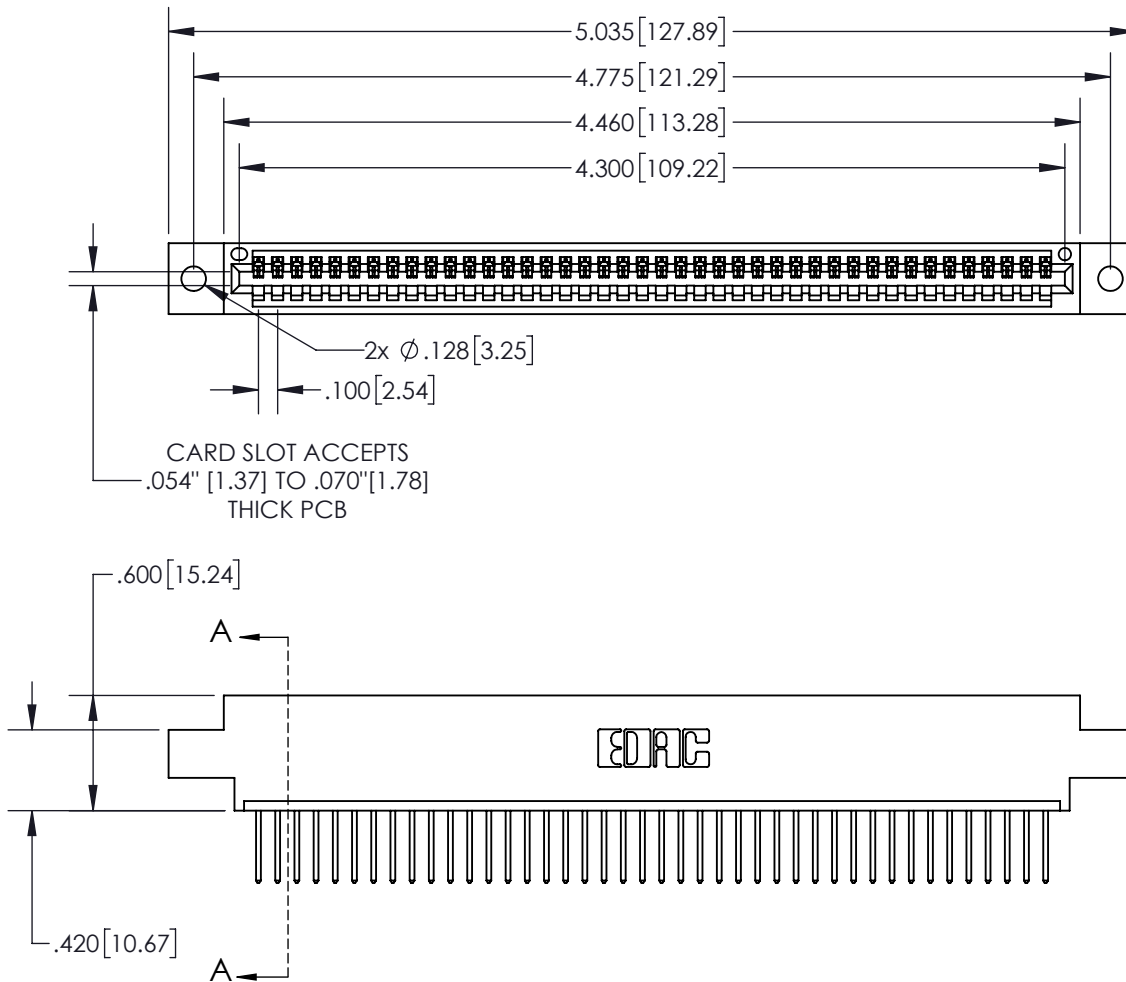 5.035[127.89]
4.775[121.29]
4.460[113.28]
4.300[109.22]
2x ∅.128[3.25]
.100[2.54]
CARD SLOT ACCEPTS
.054" [1.37] TO .070"[1.78]
THICK PCB
.600[15.24]
A
EDAC
.420[10.67]
A